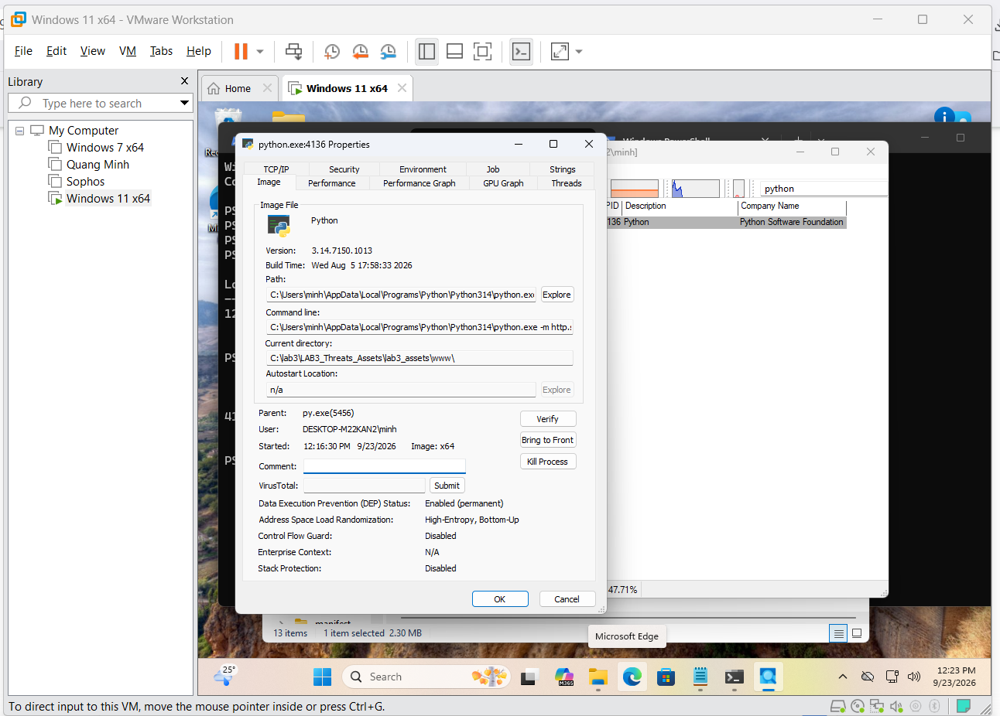 Windows 11 x64 - VMware Workstation
File Edit View VM Tabs Help
Library
Type here to search
My Computer
Windows 7 x64
Quang Minh
Sophos
Windows 11 x64
Home
Windows 11 x64
Windows PowerShell
2\minh]
python
PID Description Company Name
136 Python Python Software Foundation
47.71%
python.exe:4136 Properties
TCP/IP Security Environment Job Strings
Image Performance Performance Graph GPU Graph Threads
Image File
Python
Version: 3.14.7150.1013
Build Time: Wed Aug 5 17:58:33 2026
Path:
C:\Users\minh\AppData\Local\Programs\Python\Python314\python.exe Explore
Command line:
C:\Users\minh\AppData\Local\Programs\Python\Python314\python.exe -m http.s
Current directory:
C:\lab3\LAB3_Threats_Assets\lab3_assets\www\
Autostart Location:
n/a Explore
Parent: py.exe(5456)
Verify
User: DESKTOP-M22KAN2\minh
Bring to Front
Started: 12:16:30 PM 9/23/2026 Image: x64
Kill Process
Comment:
VirusTotal: Submit
Data Execution Prevention (DEP) Status: Enabled (permanent)
Address Space Load Randomization: High-Entropy, Bottom-Up
Control Flow Guard: Disabled
Enterprise Context: N/A
Stack Protection: Disabled
OK Cancel
manifest
13 items 1 item selected 2.30 MB
Microsoft Edge
25°
Search
M365
12:23 PM
9/23/2026
To direct input to this VM, move the mouse pointer inside or press Ctrl+G.